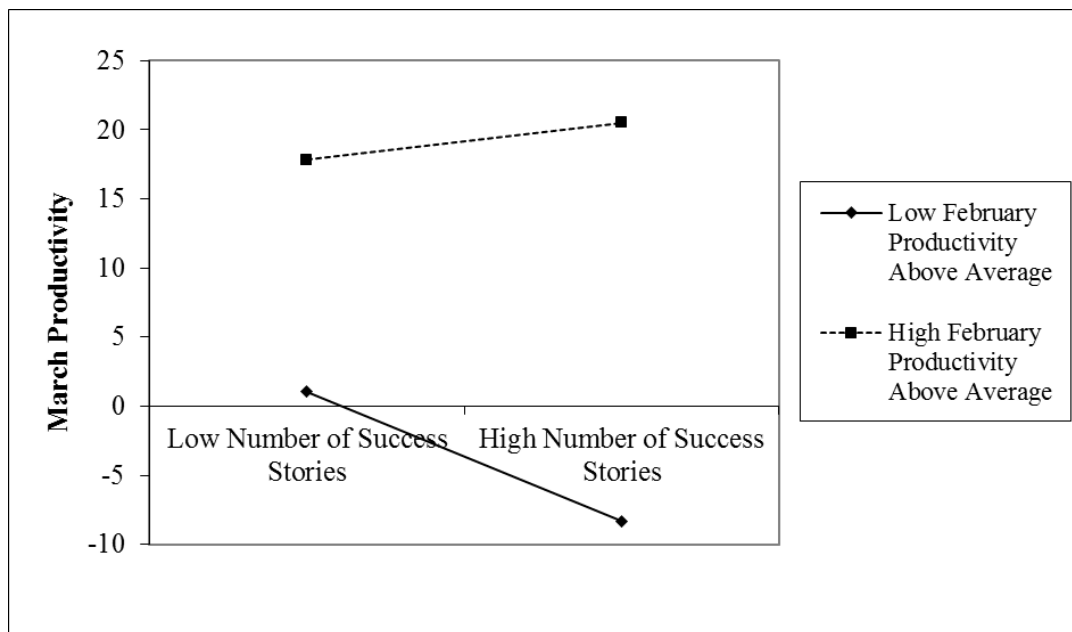 25
20
15
10
5
0
-5
-10
March Productivity
Low Number of Success
Stories
High Number of Success
Stories
Low February
Productivity
Above Average
High February
Productivity
Above Average